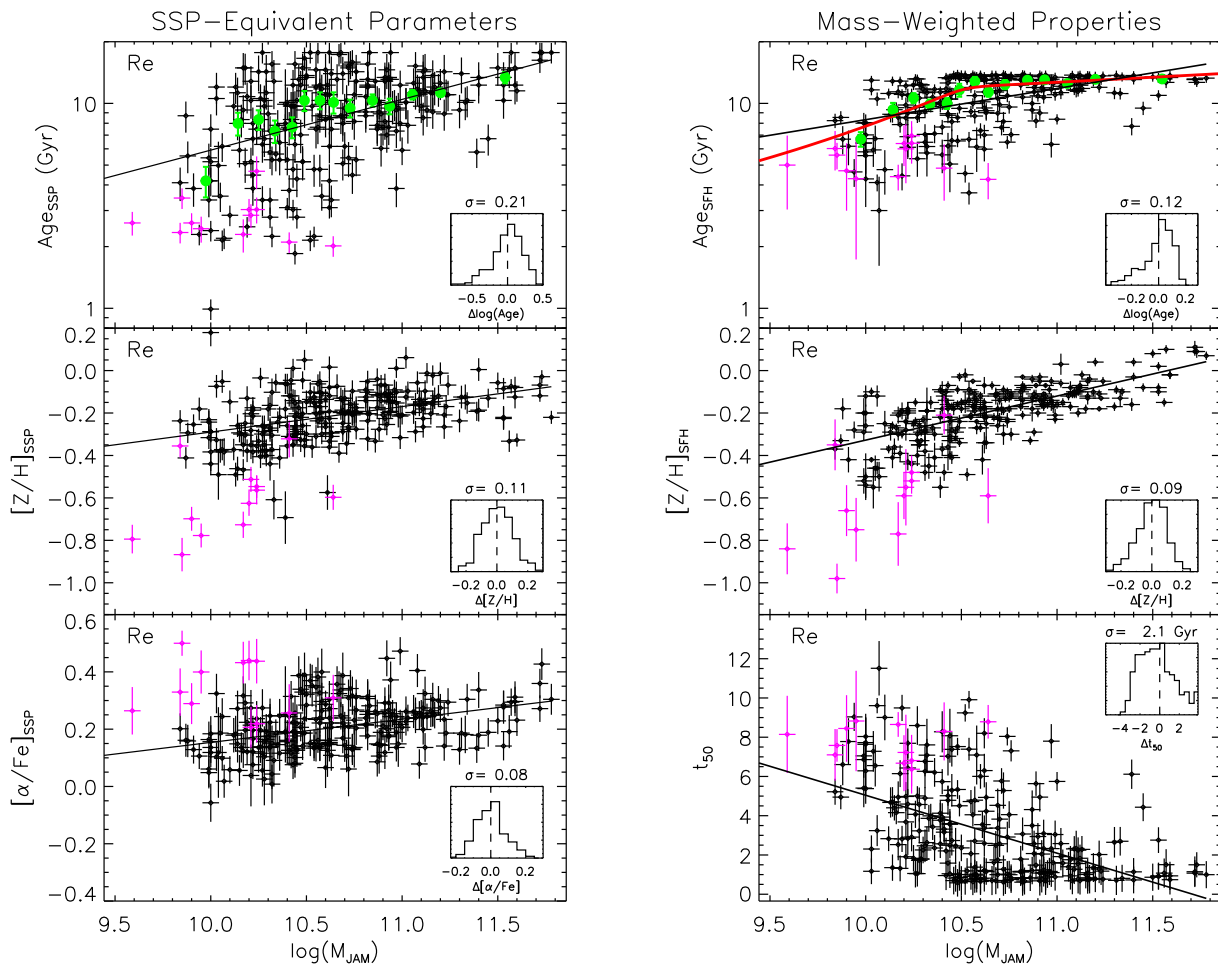 SSP-Equivalent Parameters
Mass-Weighted Properties
Re
Age_SSP (Gyr)
10
1
σ= 0.21
-0.5 0.0 0.5
Δlog(Age)
Re
Age_SFH (Gyr)
10
1
σ= 0.12
-0.2 0.0 0.2
Δlog(Age)
Re
[Z/H]_SSP
0.2
0.0
-0.2
-0.4
-0.6
-0.8
-1.0
σ= 0.11
-0.2 0.0 0.2
Δ[Z/H]
Re
[Z/H]_SFH
0.2
0.0
-0.2
-0.4
-0.6
-0.8
-1.0
σ= 0.09
-0.2 0.0 0.2
Δ[Z/H]
Re
[α/Fe]_SSP
0.6
0.4
0.2
0.0
-0.2
-0.4
σ= 0.08
-0.2 0.0 0.2
Δ[α/Fe]
9.5 10.0 10.5 11.0 11.5
log(M_JAM)
Re
t_50
14
12
10
8
6
4
2
0
σ= 2.1 Gyr
-4 -2 0 2
Δt_50
9.5 10.0 10.5 11.0 11.5
log(M_JAM)